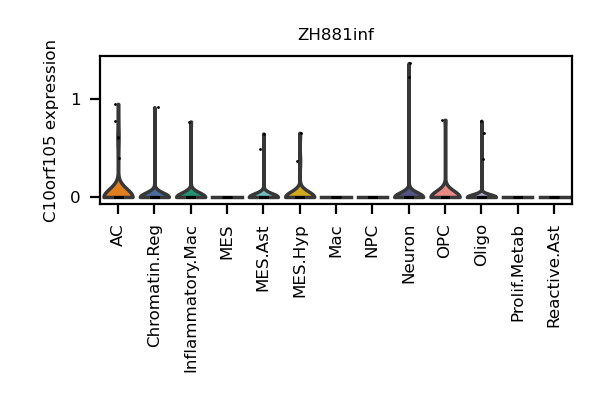 ZH881inf
C10orf105 expression
1
0
AC
Chromatin.Reg
Inflammatory.Mac
MES
MES.Ast
MES.Hyp
Mac
NPC
Neuron
OPC
Oligo
Prolif.Metab
Reactive.Ast